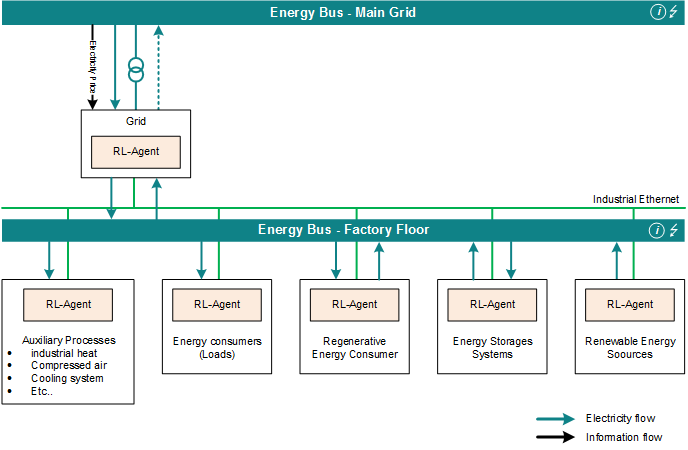 Energy Bus - Main Grid
i
Electricity Price
Grid
RL-Agent
Industrial Ethernet
Energy Bus - Factory Floor
i
RL-Agent
Auxiliary Processes
• industrial heat
• Compressed air
• Cooling system
• Etc..
RL-Agent
Energy consumers
(Loads)
RL-Agent
Regenerative
Energy Consumer
RL-Agent
Energy Storages
Systems
RL-Agent
Renewable Energy
Soources
Electricity flow
Information flow